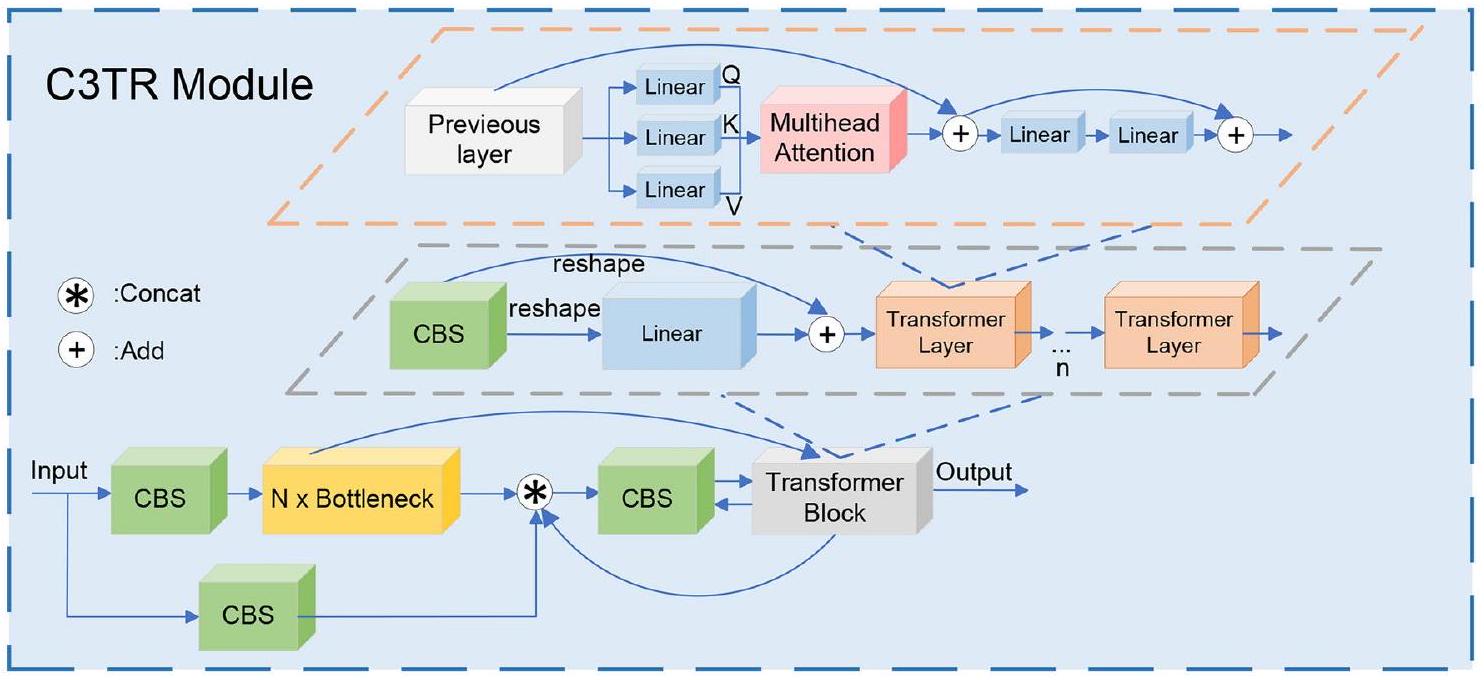 C3TR Module
Previeous
layer
Linear
Q
Linear
K
Linear
V
Multihead
Attention
+
Linear
Linear
+
* :Concat
+ :Add
reshape
CBS
reshape
Linear
+
Transformer
Layer
...
n
Transformer
Layer
Input
CBS
N x Bottleneck
*
CBS
Transformer
Block
Output
CBS